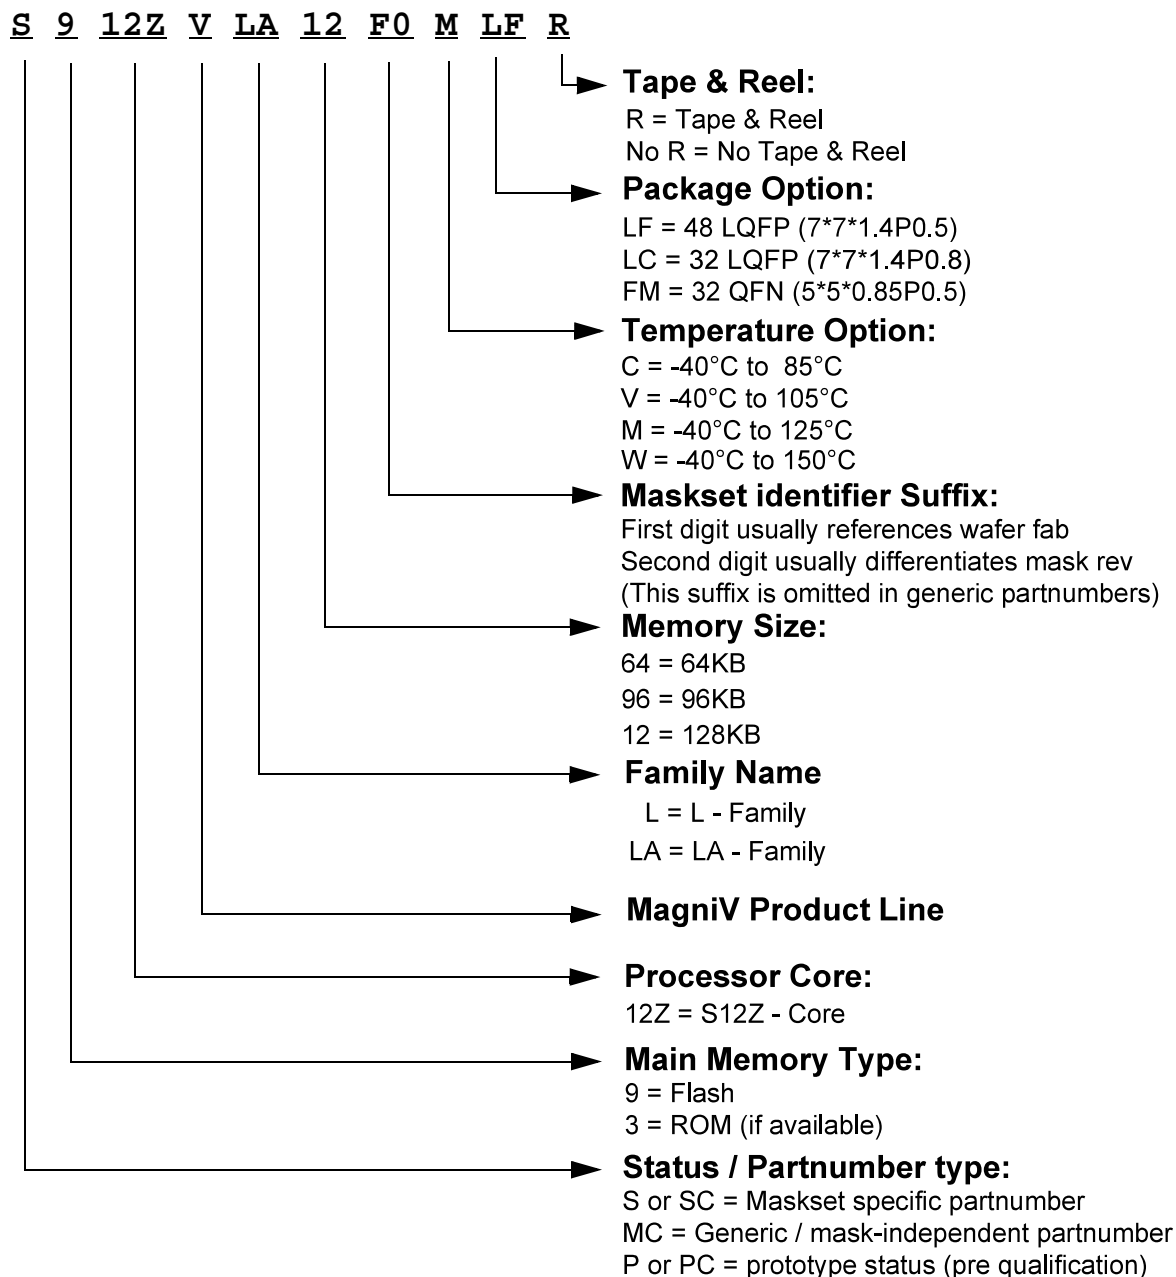 S 9 12Z V LA 12 F0 M LF R
Tape & Reel:
R = Tape & Reel
No R = No Tape & Reel
Package Option:
LF = 48 LQFP (7*7*1.4P0.5)
LC = 32 LQFP (7*7*1.4P0.8)
FM = 32 QFN (5*5*0.85P0.5)
Temperature Option:
C = -40°C to 85°C
V = -40°C to 105°C
M = -40°C to 125°C
W = -40°C to 150°C
Maskset identifier Suffix:
First digit usually references wafer fab
Second digit usually differentiates mask rev
(This suffix is omitted in generic partnumbers)
Memory Size:
64 = 64KB
96 = 96KB
12 = 128KB
Family Name
L = L - Family
LA = LA - Family
MagniV Product Line
Processor Core:
12Z = S12Z - Core
Main Memory Type:
9 = Flash
3 = ROM (if available)
Status / Partnumber type:
S or SC = Maskset specific partnumber
MC = Generic / mask-independent partnumber
P or PC = prototype status (pre qualification)